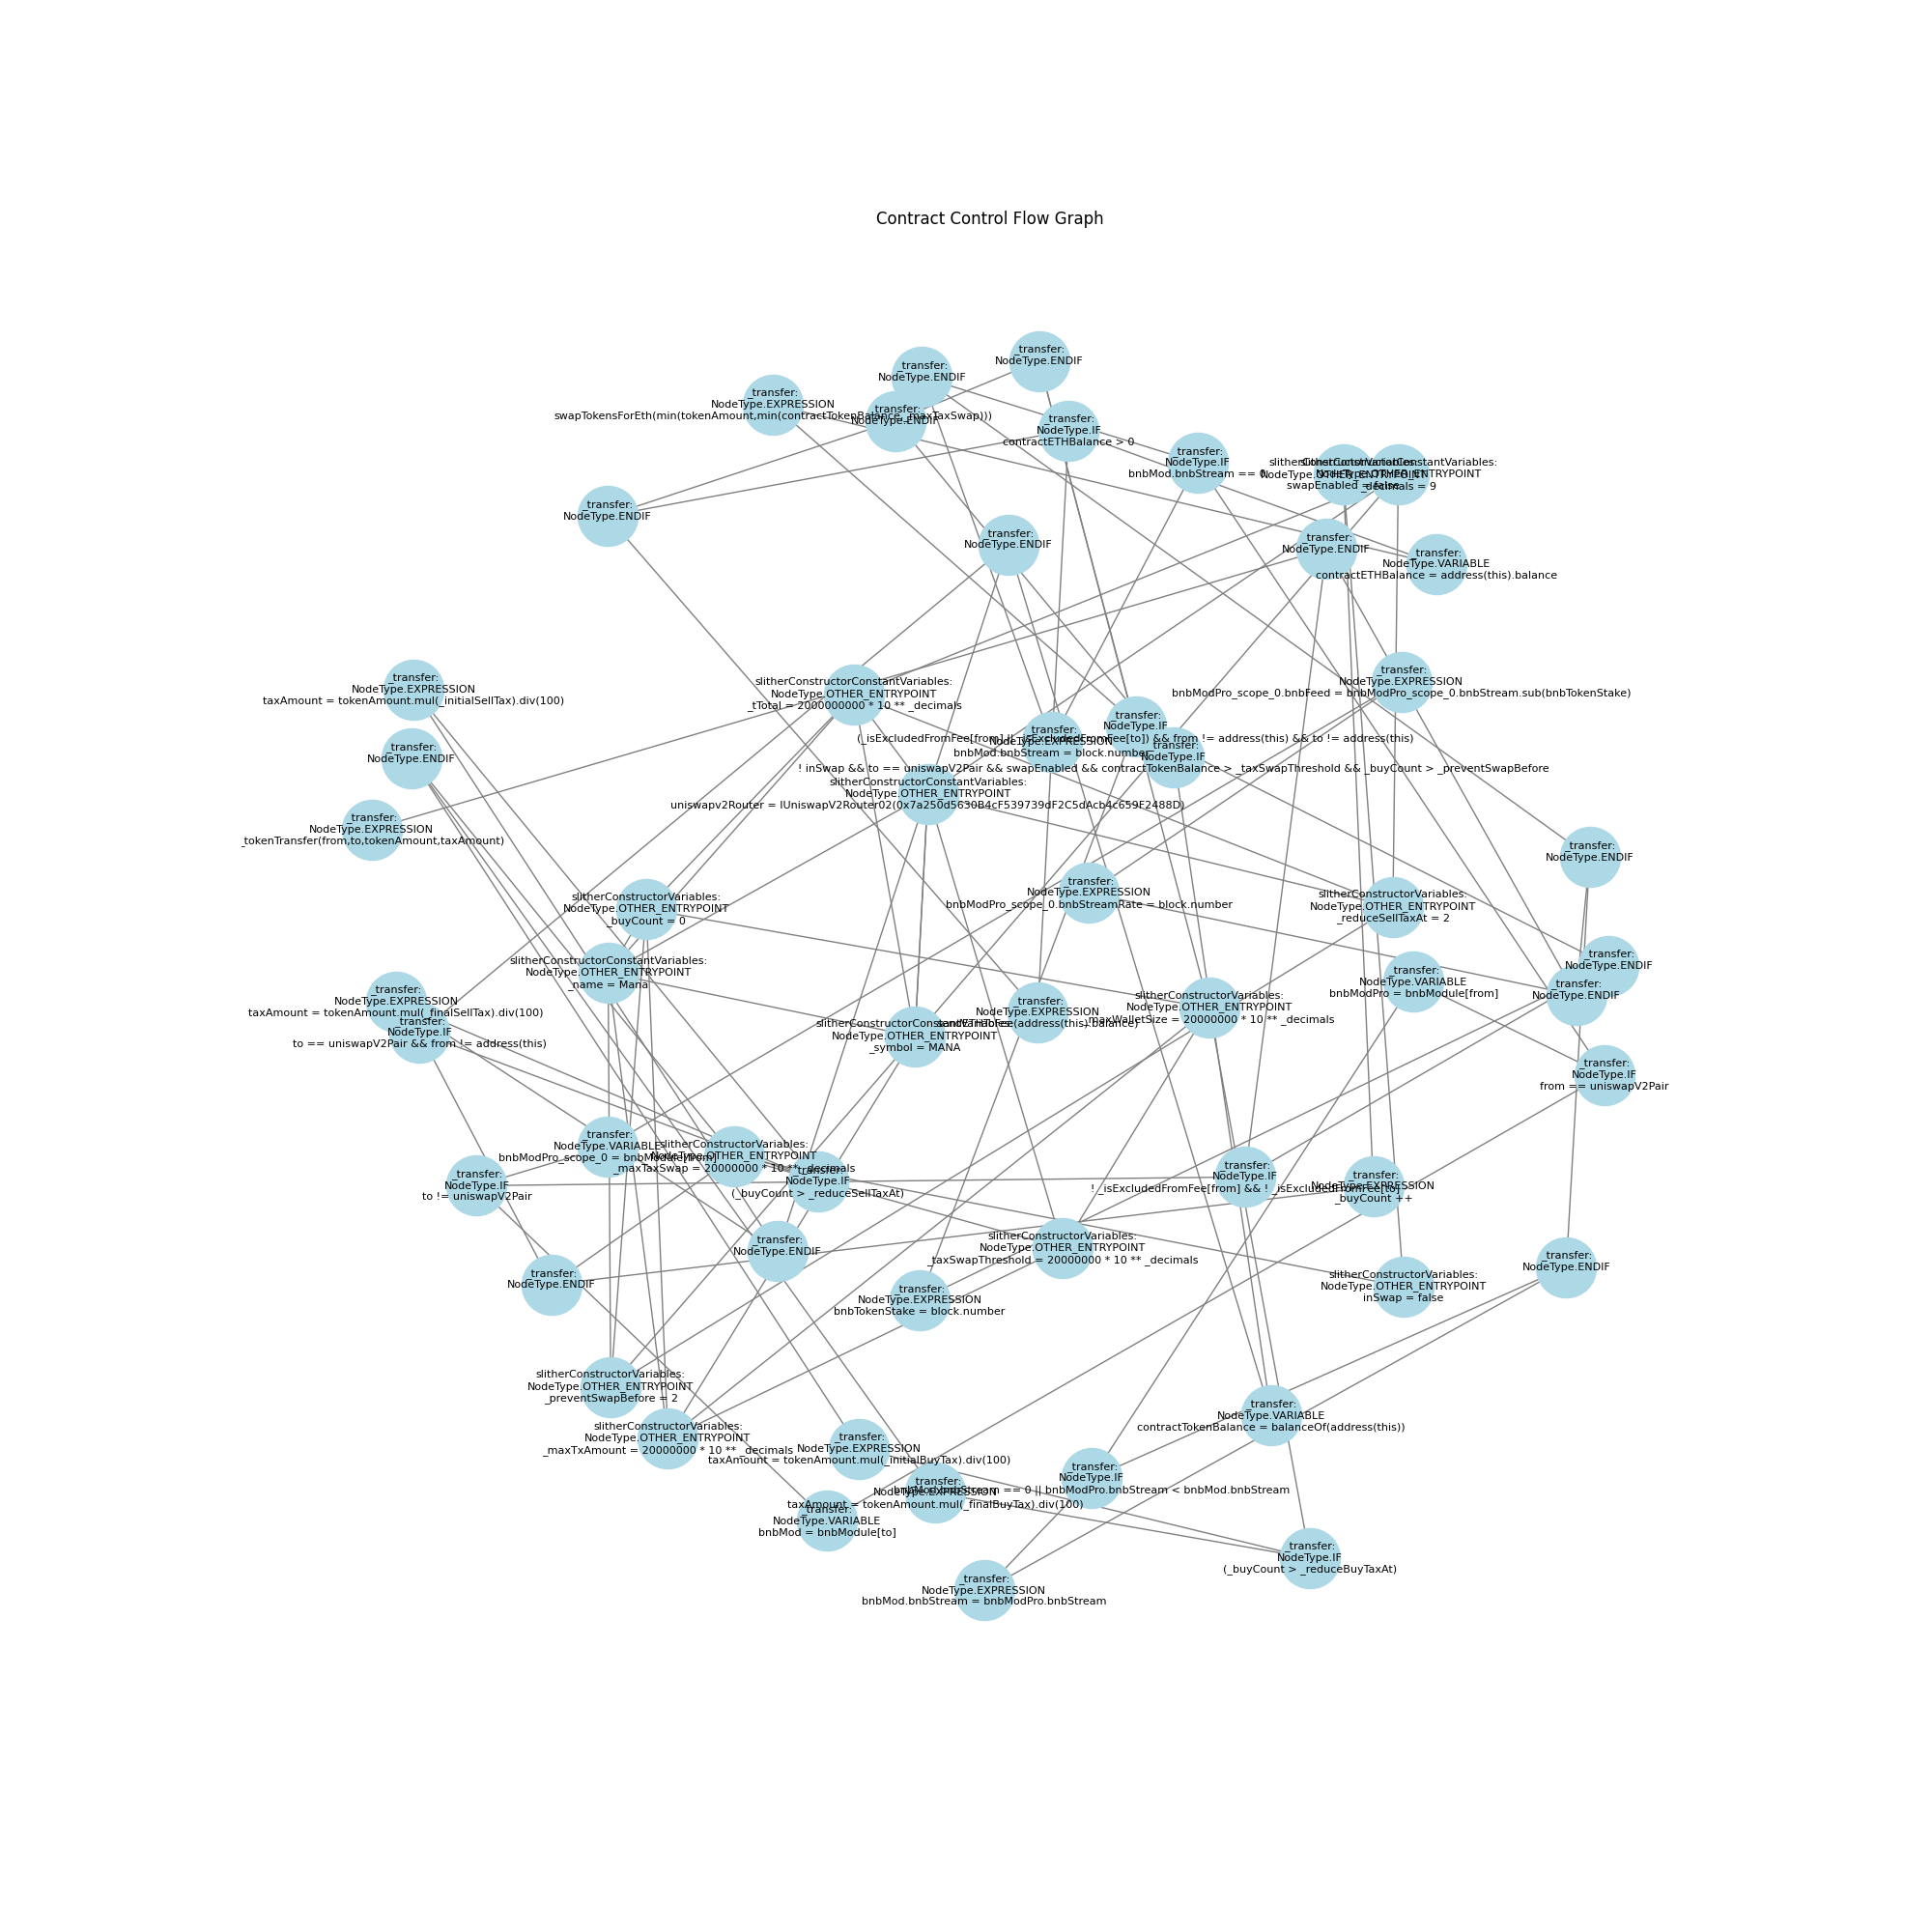 Contract Control Flow Graph
_transfer:
NodeType.ENDIF
_transfer:
NodeType.ENDIF
_transfer:
NodeType.EXPRESSION
swapTokensForEth(min(tokenAmount,min(contractTokenBalance,_maxTaxSwap)))
_transfer:
NodeType.ENDIF
_transfer:
NodeType.IF
contractETHBalance > 0
_transfer:
NodeType.IF
bnbMod.bnbStream == 0
slitherConstructorVariables:
NodeType.OTHER_ENTRYPOINT
swapEnabled = false
slitherConstructorConstantVariables:
NodeType.OTHER_ENTRYPOINT
_decimals = 9
_transfer:
NodeType.ENDIF
_transfer:
NodeType.ENDIF
_transfer:
NodeType.ENDIF
_transfer:
NodeType.VARIABLE
contractETHBalance = address(this).balance
_transfer:
NodeType.EXPRESSION
taxAmount = tokenAmount.mul(_initialSellTax).div(100)
slitherConstructorConstantVariables:
NodeType.OTHER_ENTRYPOINT
_tTotal = 2000000000 * 10 ** _decimals
_transfer:
NodeType.EXPRESSION
bnbModPro_scope_0.bnbFeed = bnbModPro_scope_0.bnbStream.sub(bnbTokenStake)
_transfer:
NodeType.IF
(_isExcludedFromFee[from] || _isExcludedFromFee[to]) && from != address(this) && to != address(this)
_transfer:
NodeType.EXPRESSION
bnbMod.bnbStream = block.number
_transfer:
NodeType.ENDIF
_transfer:
NodeType.IF
! inSwap && to == uniswapV2Pair && swapEnabled && contractTokenBalance > _taxSwapThreshold && _buyCount > _preventSwapBefore
slitherConstructorConstantVariables:
NodeType.OTHER_ENTRYPOINT
uniswapv2Router = IUniswapV2Router02(0x7a250d5630B4cF539739dF2C5dAcb4c659F2488D)
_transfer:
NodeType.EXPRESSION
_tokenTransfer(from,to,tokenAmount,taxAmount)
_transfer:
NodeType.ENDIF
_transfer:
NodeType.EXPRESSION
bnbModPro_scope_0.bnbStreamRate = block.number
slitherConstructorVariables:
NodeType.OTHER_ENTRYPOINT
_buyCount = 0
slitherConstructorVariables:
NodeType.OTHER_ENTRYPOINT
_reduceSellTaxAt = 2
slitherConstructorConstantVariables:
NodeType.OTHER_ENTRYPOINT
_name = Mana
_transfer:
NodeType.ENDIF
_transfer:
NodeType.VARIABLE
bnbModPro = bnbModule[from]
_transfer:
NodeType.ENDIF
_transfer:
NodeType.EXPRESSION
taxAmount = tokenAmount.mul(_finalSellTax).div(100)
_transfer:
NodeType.IF
to == uniswapV2Pair && from != address(this)
slitherConstructorVariables:
NodeType.OTHER_ENTRYPOINT
_maxWalletSize = 20000000 * 10 ** _decimals
_transfer:
NodeType.EXPRESSION
sendETHToFee(address(this).balance)
slitherConstructorConstantVariables:
NodeType.OTHER_ENTRYPOINT
_symbol = MANA
_transfer:
NodeType.IF
from == uniswapV2Pair
_transfer:
NodeType.VARIABLE
bnbModPro_scope_0 = bnbModule[from]
slitherConstructorVariables:
NodeType.OTHER_ENTRYPOINT
_maxTaxSwap = 20000000 * 10 ** _decimals
_transfer:
NodeType.IF
(_buyCount > _reduceSellTaxAt)
_transfer:
NodeType.IF
to != uniswapV2Pair
_transfer:
NodeType.IF
! _isExcludedFromFee[from] && ! _isExcludedFromFee[to]
_transfer:
NodeType.EXPRESSION
_buyCount ++
_transfer:
NodeType.ENDIF
slitherConstructorVariables:
NodeType.OTHER_ENTRYPOINT
_taxSwapThreshold = 20000000 * 10 ** _decimals
_transfer:
NodeType.ENDIF
_transfer:
NodeType.ENDIF
slitherConstructorVariables:
NodeType.OTHER_ENTRYPOINT
inSwap = false
_transfer:
NodeType.EXPRESSION
bnbTokenStake = block.number
slitherConstructorVariables:
NodeType.OTHER_ENTRYPOINT
_preventSwapBefore = 2
_transfer:
NodeType.VARIABLE
contractTokenBalance = balanceOf(address(this))
slitherConstructorVariables:
NodeType.OTHER_ENTRYPOINT
_maxTxAmount = 20000000 * 10 ** _decimals
_transfer:
NodeType.EXPRESSION
taxAmount = tokenAmount.mul(_initialBuyTax).div(100)
_transfer:
NodeType.IF
bnbMod.bnbStream == 0 || bnbModPro.bnbStream < bnbMod.bnbStream
_transfer:
NodeType.EXPRESSION
taxAmount = tokenAmount.mul(_finalBuyTax).div(100)
_transfer:
NodeType.VARIABLE
bnbMod = bnbModule[to]
_transfer:
NodeType.IF
(_buyCount > _reduceBuyTaxAt)
_transfer:
NodeType.EXPRESSION
bnbMod.bnbStream = bnbModPro.bnbStream